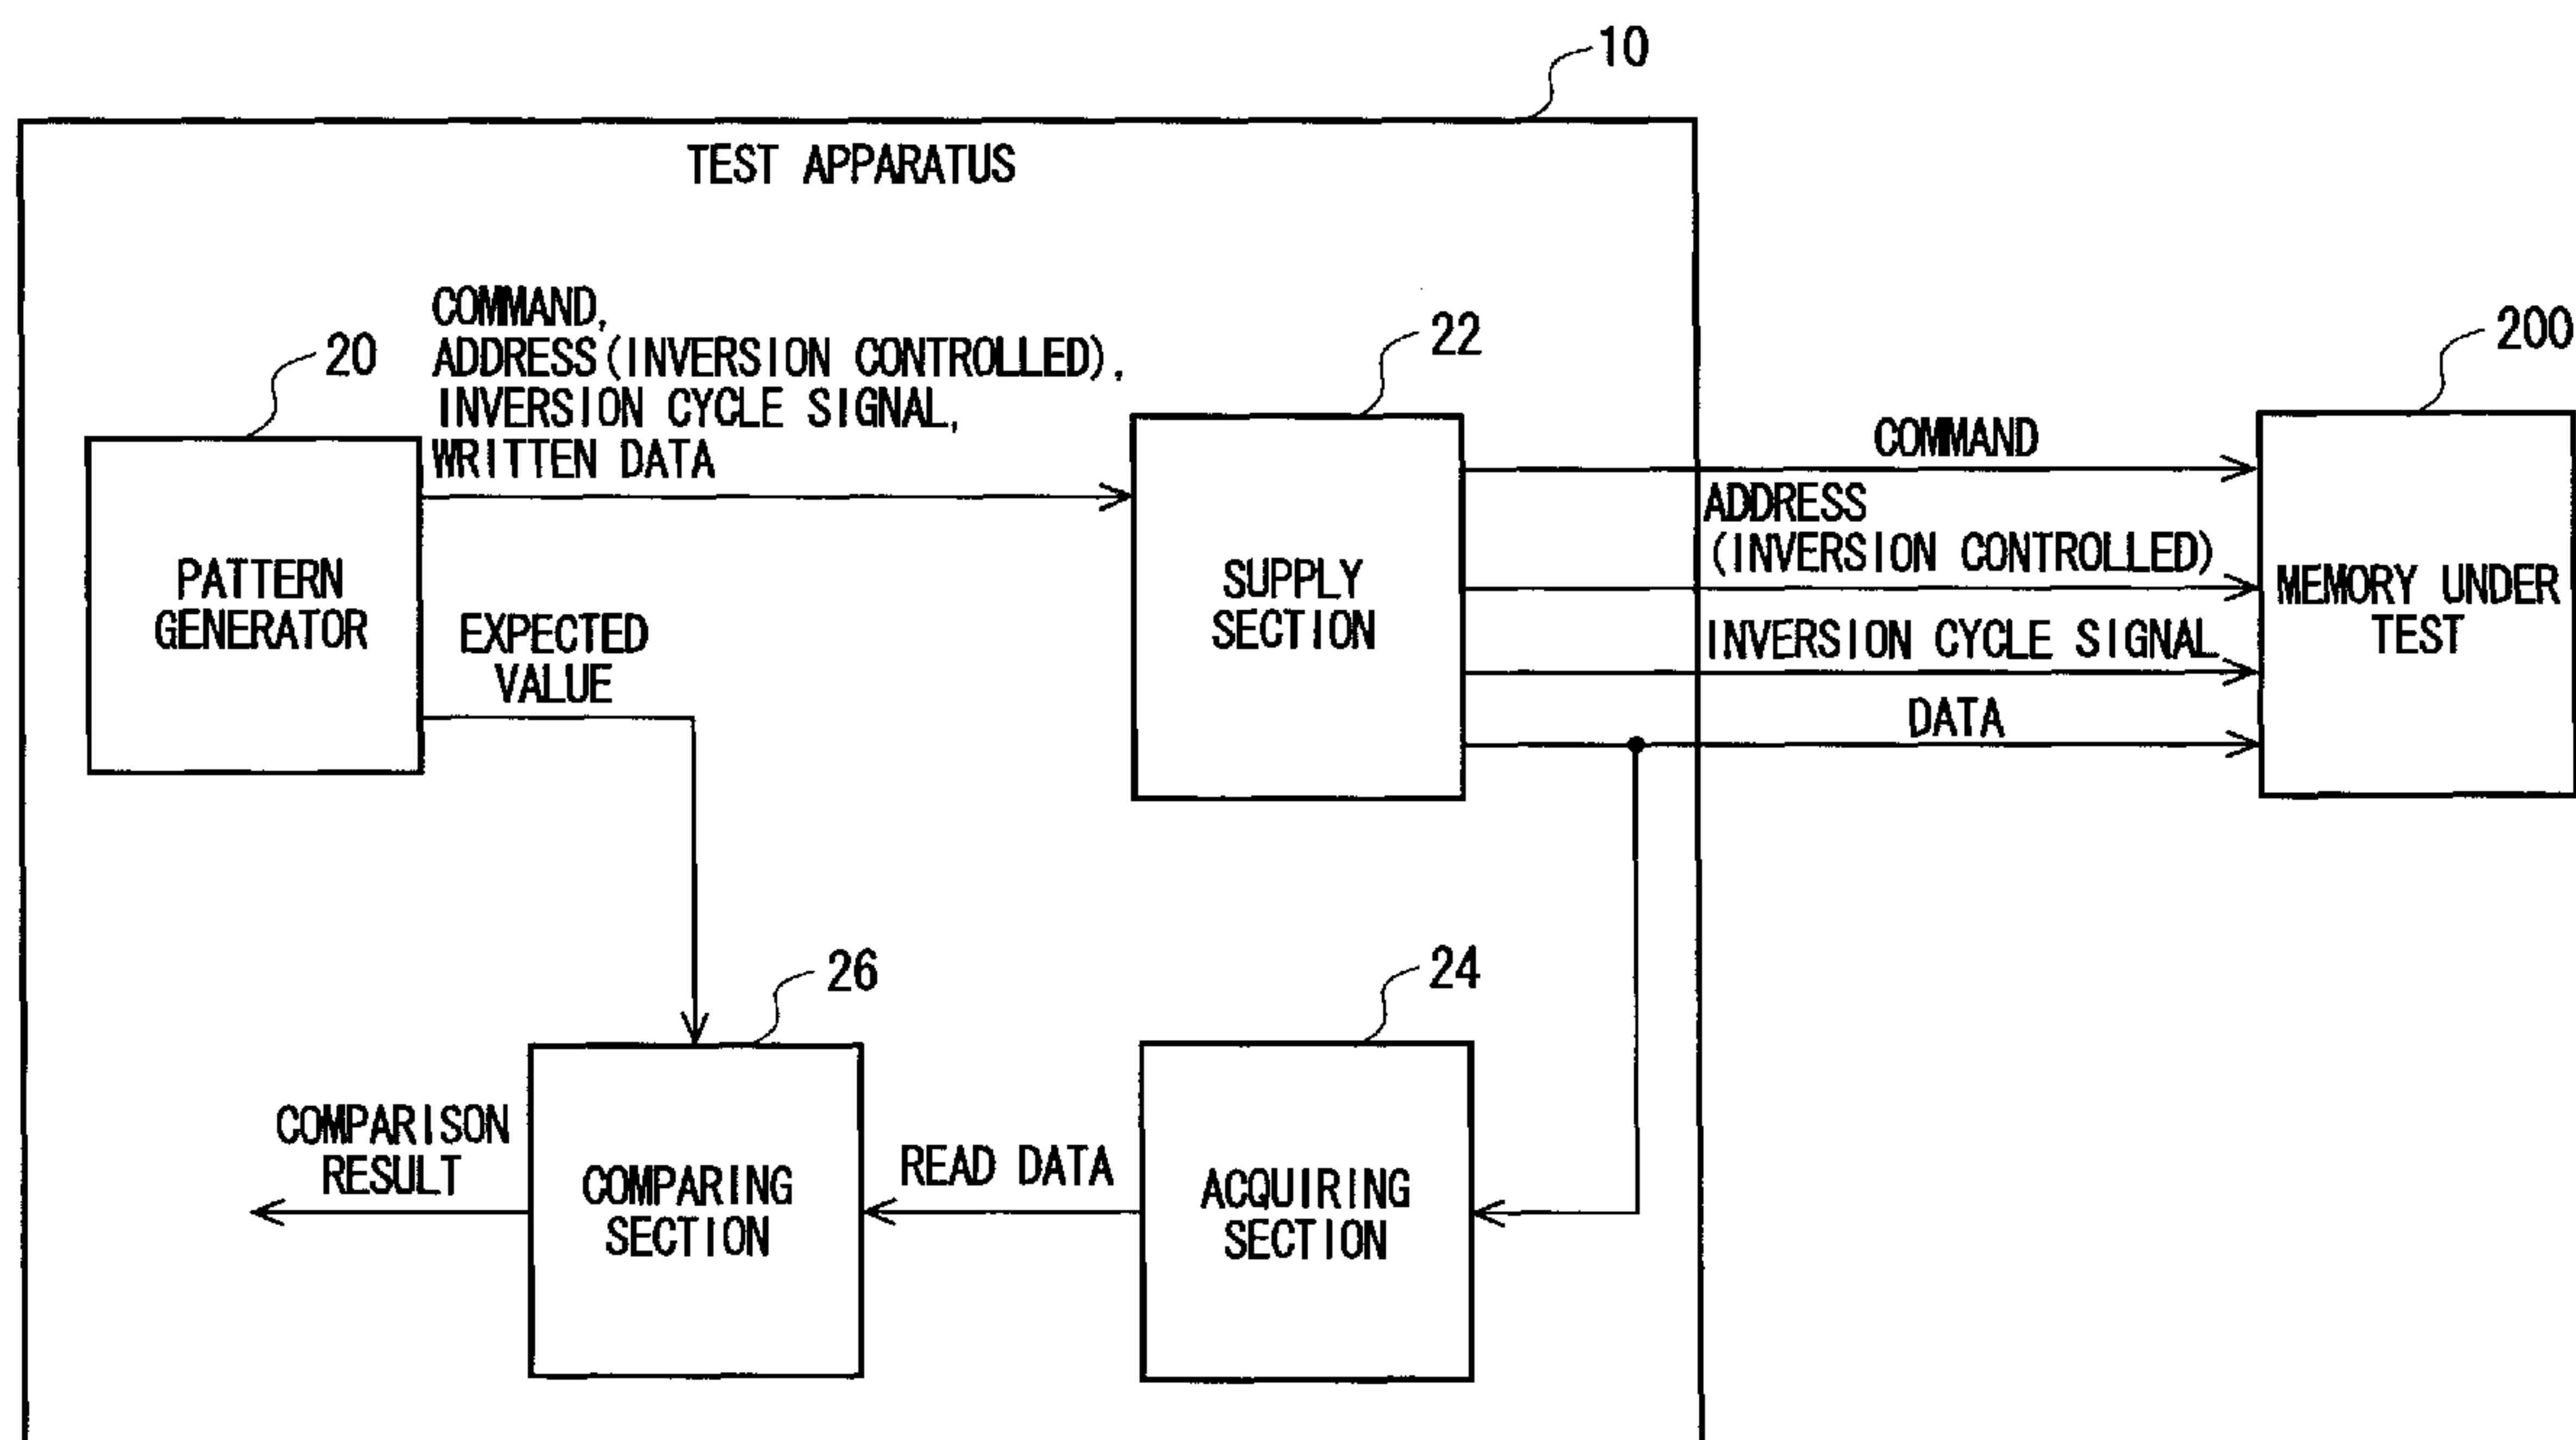 10
TEST APPARATUS
COMMAND,
ADDRESS(INVERSION CONTROLLED),
INVERSION CYCLE SIGNAL,
WRITTEN DATA
20
22
200
PATTERN
GENERATOR
EXPECTED
VALUE
SUPPLY
SECTION
COMMAND
ADDRESS
(INVERSION CONTROLLED)
INVERSION CYCLE SIGNAL
DATA
MEMORY UNDER
TEST
26
24
COMPARISON
RESULT
COMPARING
SECTION
READ DATA
ACQUIRING
SECTION